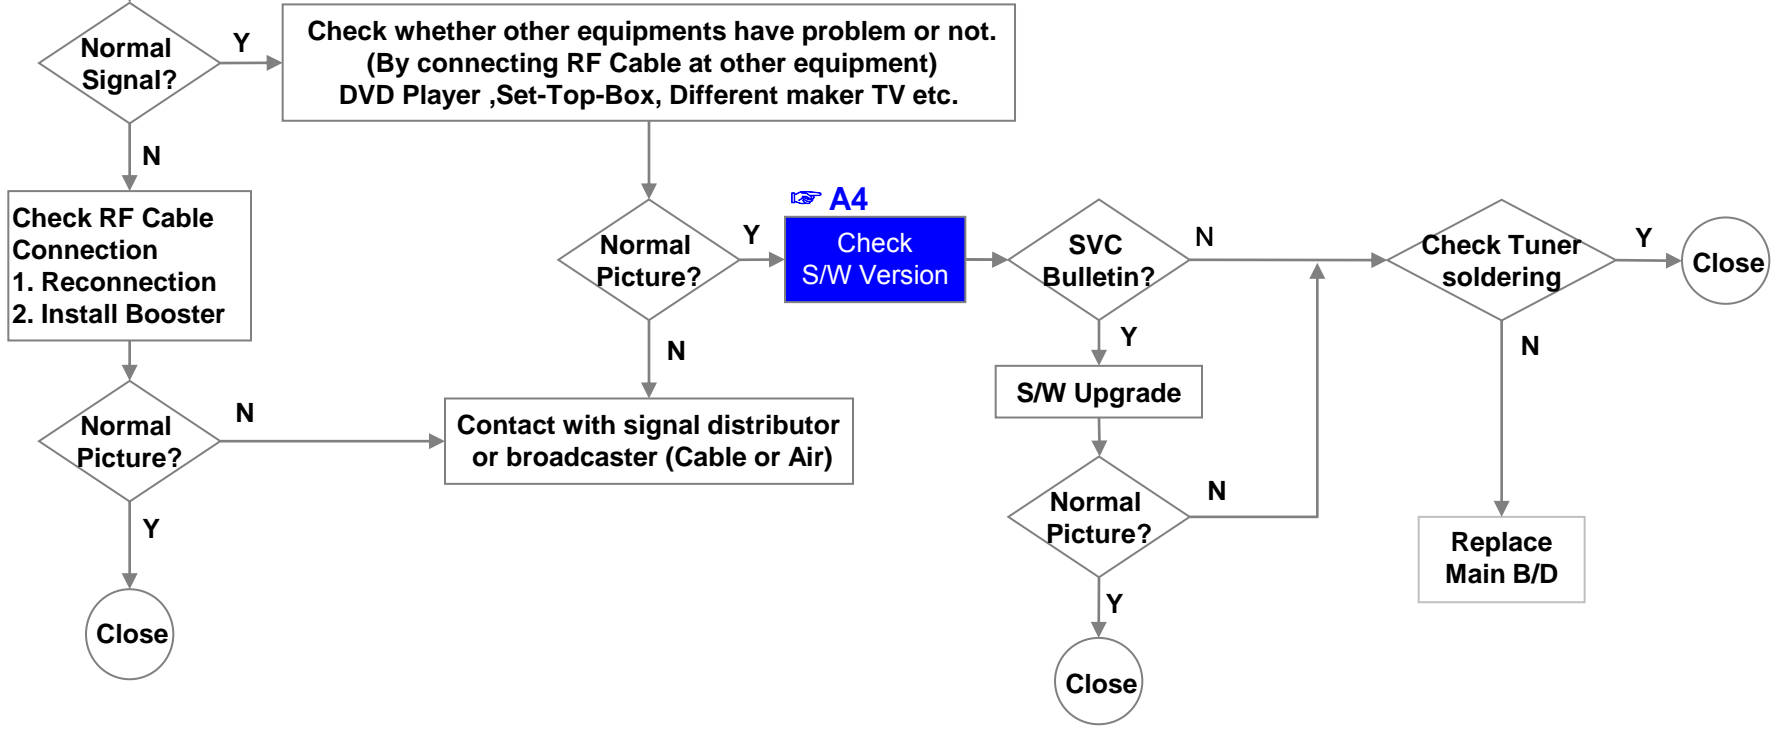 Normal
Signal?
Y
Check whether other equipments have problem or not.
(By connecting RF Cable at other equipment)
DVD Player ,Set-Top-Box, Different maker TV etc.
N
Check RF Cable
Connection
1. Reconnection
2. Install Booster
Normal
Picture?
N
Y
Close
Normal
Picture?
Y
N
Contact with signal distributor
or broadcaster (Cable or Air)
☞ A4
Check
S/W Version
SVC
Bulletin?
N
Y
S/W Upgrade
Normal
Picture?
N
Y
Close
Check Tuner
soldering
Y
Close
N
Replace
Main B/D